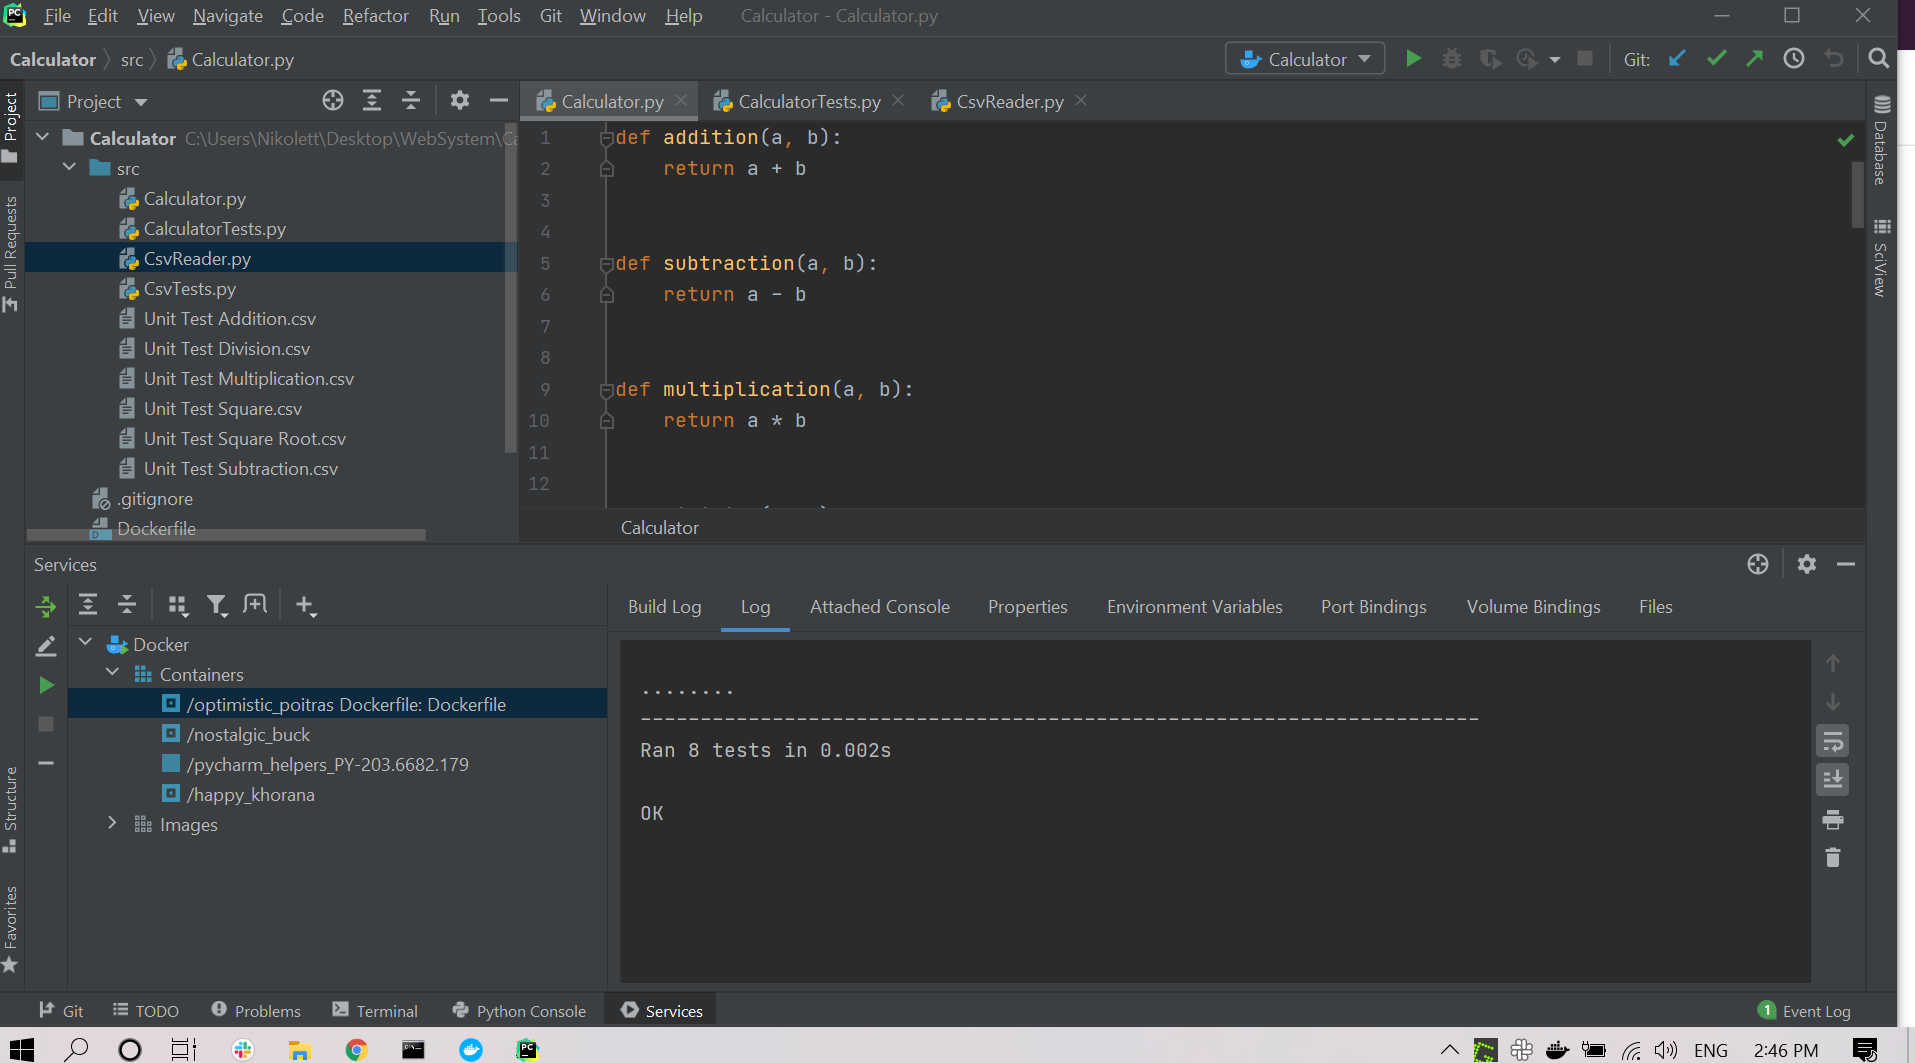 File Edit View Navigate Code Refactor Run Tools Git Window Help Calculator - Calculator.py
Calculator src Calculator.py Calculator Git:
Project
Calculator C:\Users\Nikolett\Desktop\WebSystem\Ca
src
Calculator.py
CalculatorTests.py
CsvReader.py
CsvTests.py
Unit Test Addition.csv
Unit Test Division.csv
Unit Test Multiplication.csv
Unit Test Square.csv
Unit Test Square Root.csv
Unit Test Subtraction.csv
.gitignore
Dockerfile
Project
Pull Requests
Structure
Favorites
Calculator.py CalculatorTests.py CsvReader.py
1 def addition(a, b):
2 return a + b
3
4
5 def subtraction(a, b):
6 return a - b
7
8
9 def multiplication(a, b):
10 return a * b
11
12
Calculator
Database
SciView
Services
Docker
Containers
/optimistic_poitras Dockerfile: Dockerfile
/nostalgic_buck
/pycharm_helpers_PY-203.6682.179
/happy_khorana
Images
Build Log Log Attached Console Properties Environment Variables Port Bindings Volume Bindings Files
........
----------------------------------------------------------------------
Ran 8 tests in 0.002s
OK
Git TODO Problems Terminal Python Console Services 1 Event Log
ENG 2:46 PM